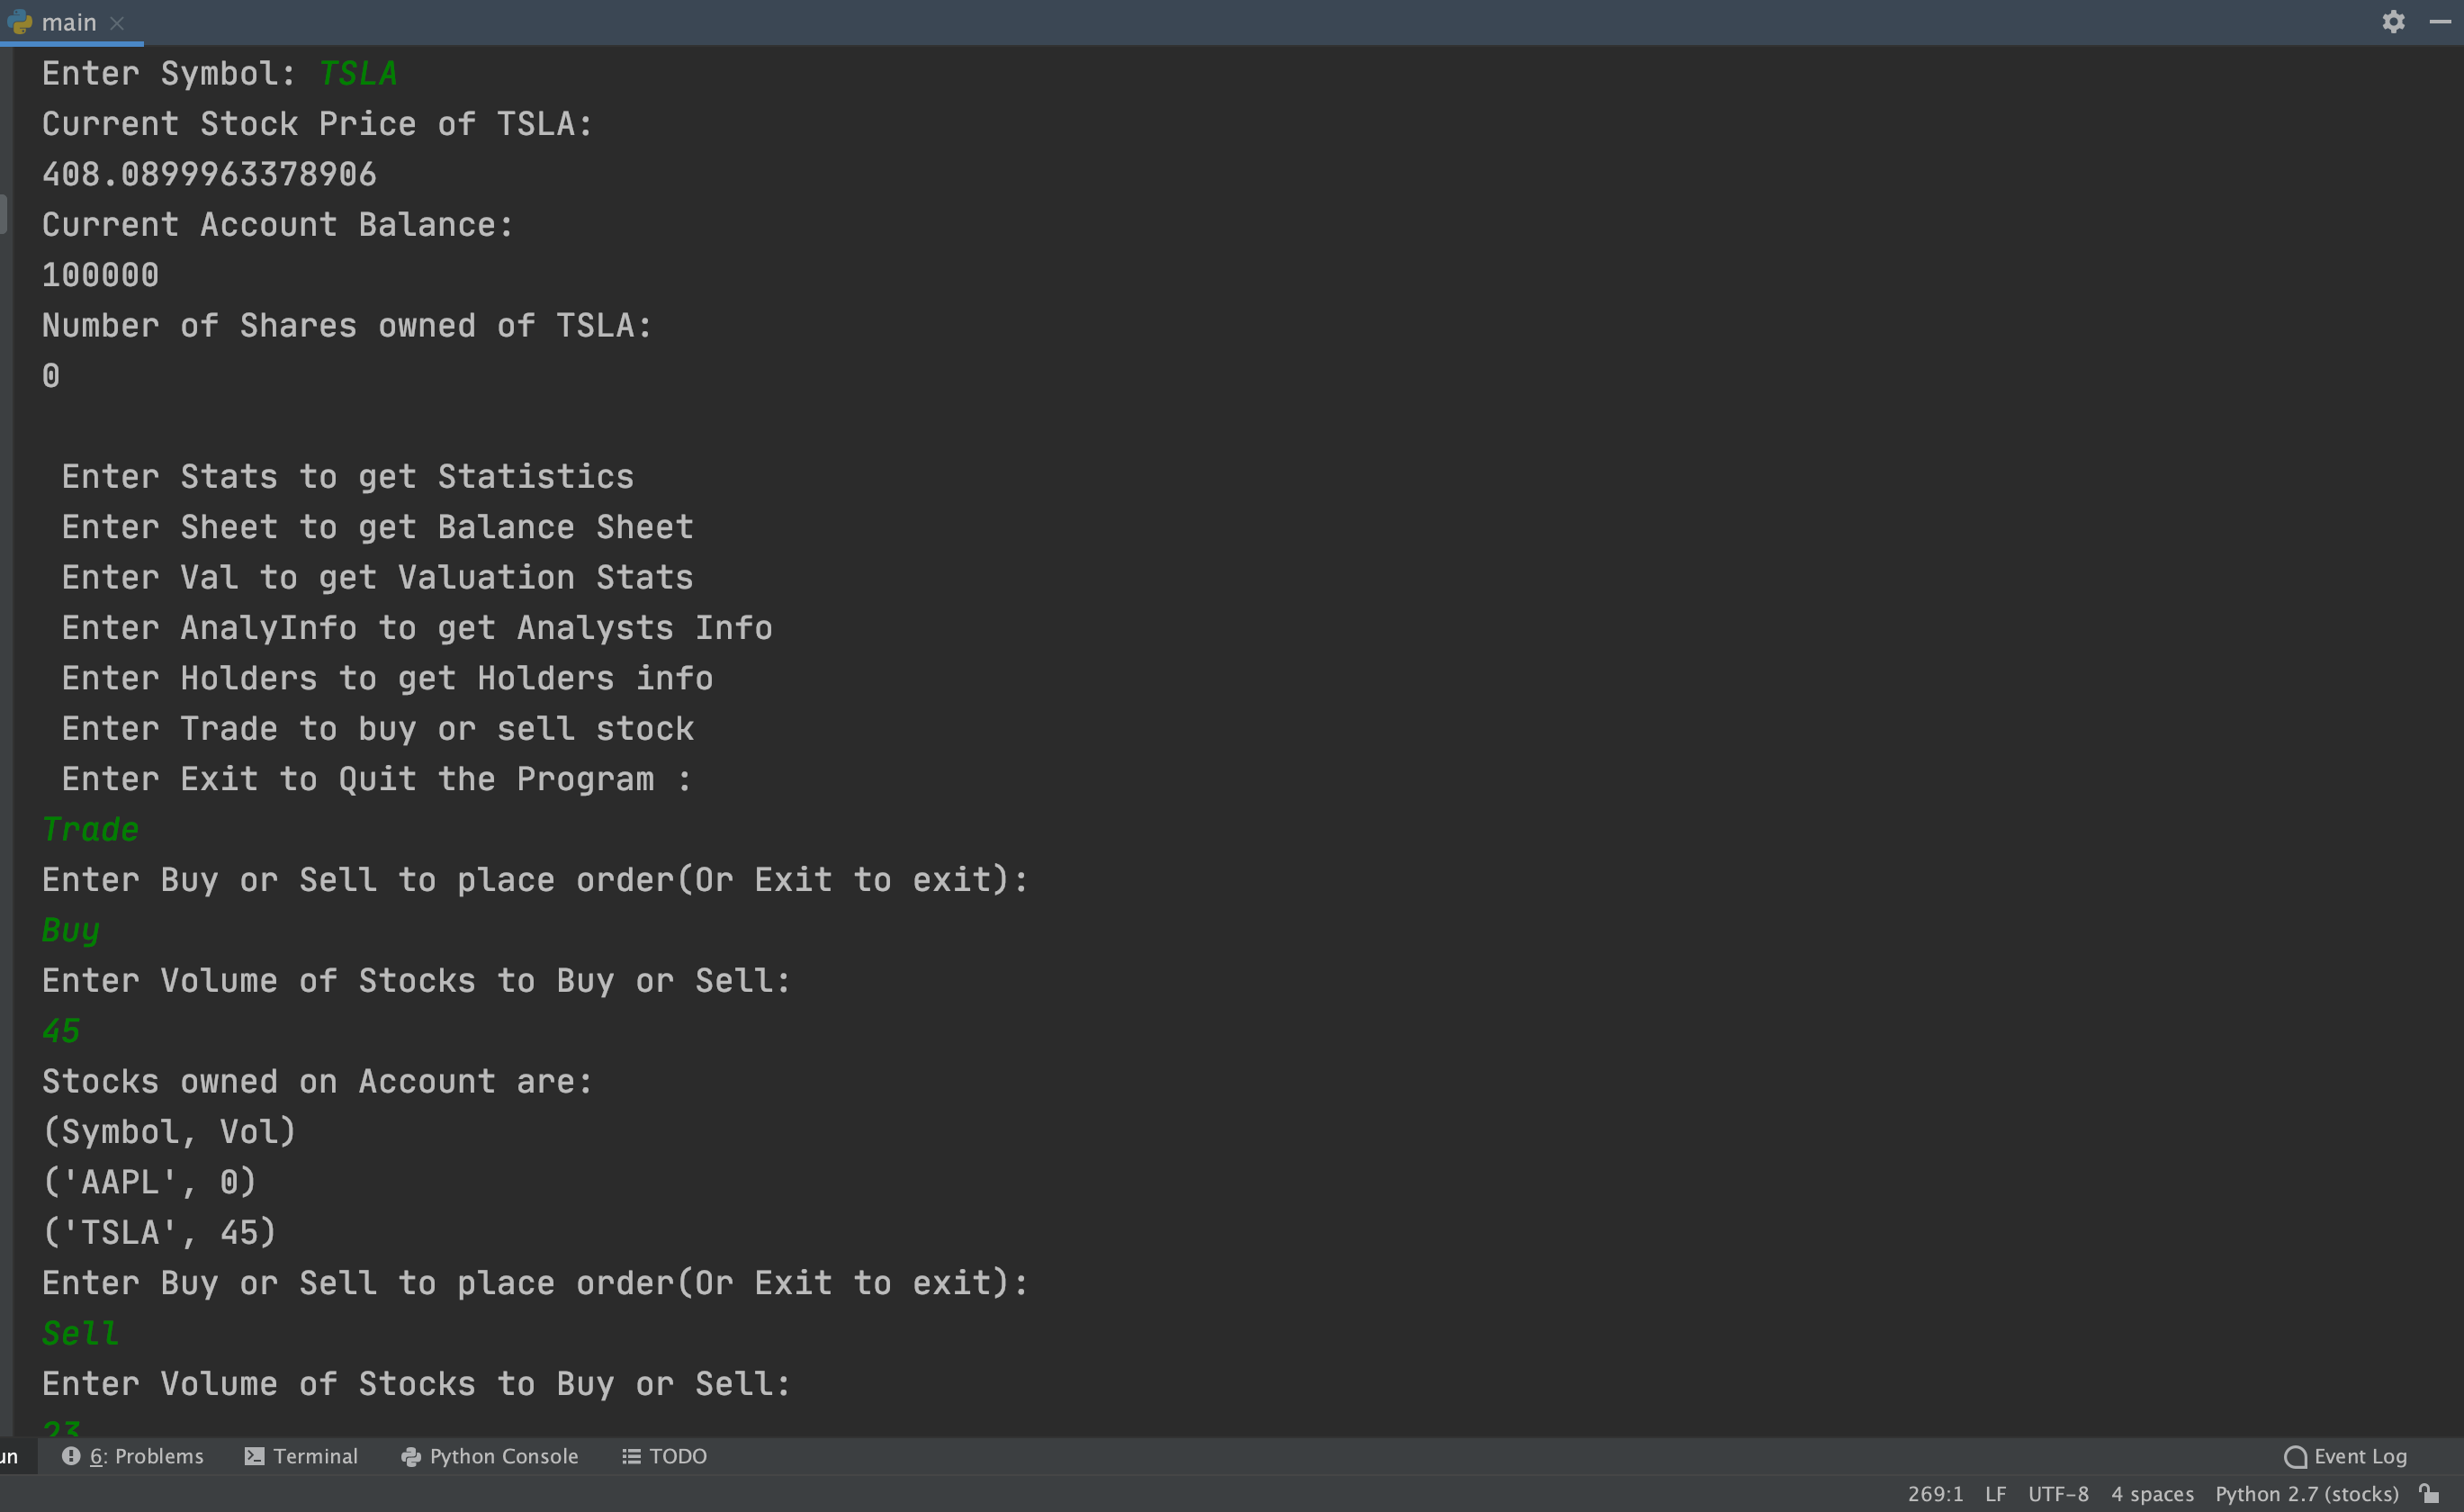 main
Enter Symbol: TSLA
Current Stock Price of TSLA:
408.0899963378906
Current Account Balance:
100000
Number of Shares owned of TSLA:
0
Enter Stats to get Statistics
Enter Sheet to get Balance Sheet
Enter Val to get Valuation Stats
Enter AnalyInfo to get Analysts Info
Enter Holders to get Holders info
Enter Trade to buy or sell stock
Enter Exit to Quit the Program :
Trade
Enter Buy or Sell to place order(Or Exit to exit):
Buy
Enter Volume of Stocks to Buy or Sell:
45
Stocks owned on Account are:
(Symbol, Vol)
('AAPL', 0)
('TSLA', 45)
Enter Buy or Sell to place order(Or Exit to exit):
Sell
Enter Volume of Stocks to Buy or Sell:
23
un 6: Problems Terminal Python Console TODO Event Log
269:1 LF UTF-8 4 spaces Python 2.7 (stocks)